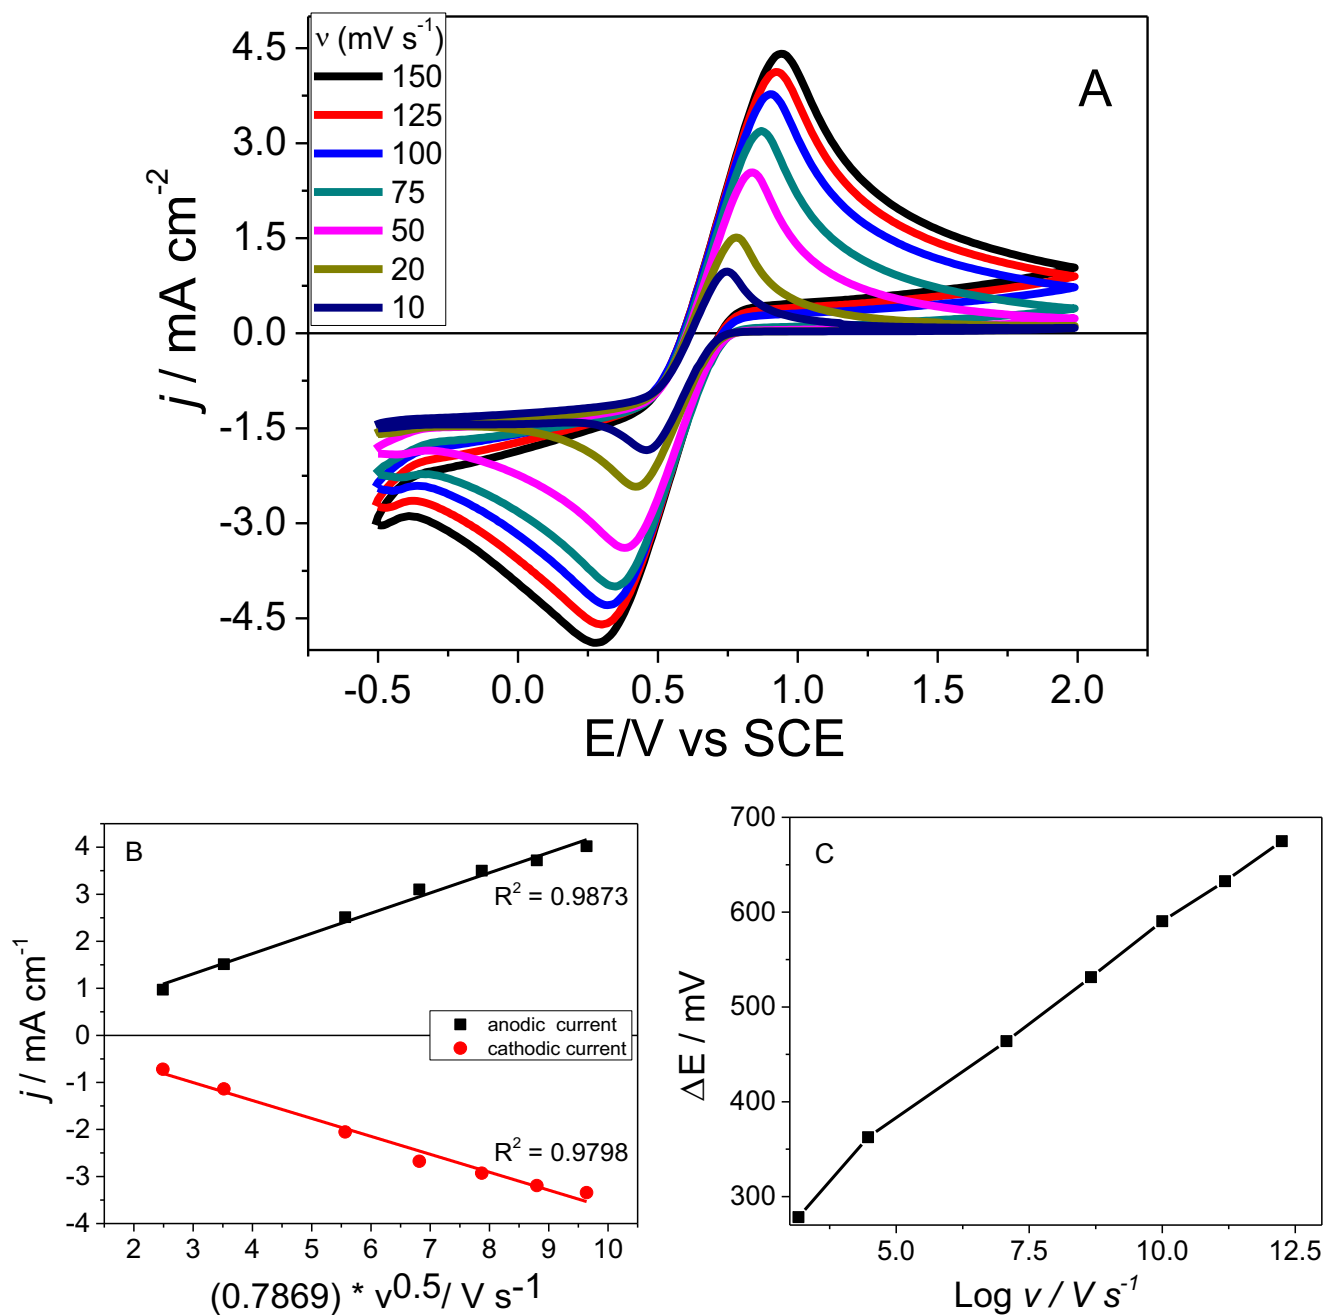 ν (mV s⁻¹)
150
125
100
75
50
20
10
A
4.5
3.0
1.5
0.0
-1.5
-3.0
-4.5
j / mA cm⁻²
-0.5 0.0 0.5 1.0 1.5 2.0
E/V vs SCE
B
4
3
2
1
0
-1
-2
-3
-4
j / mA cm⁻¹
R² = 0.9873
anodic current
cathodic current
R² = 0.9798
2 3 4 5 6 7 8 9 10
(0.7869) * v⁰·⁵/ V s⁻¹
C
700
600
500
400
300
ΔE / mV
5.0 7.5 10.0 12.5
Log v / V s⁻¹